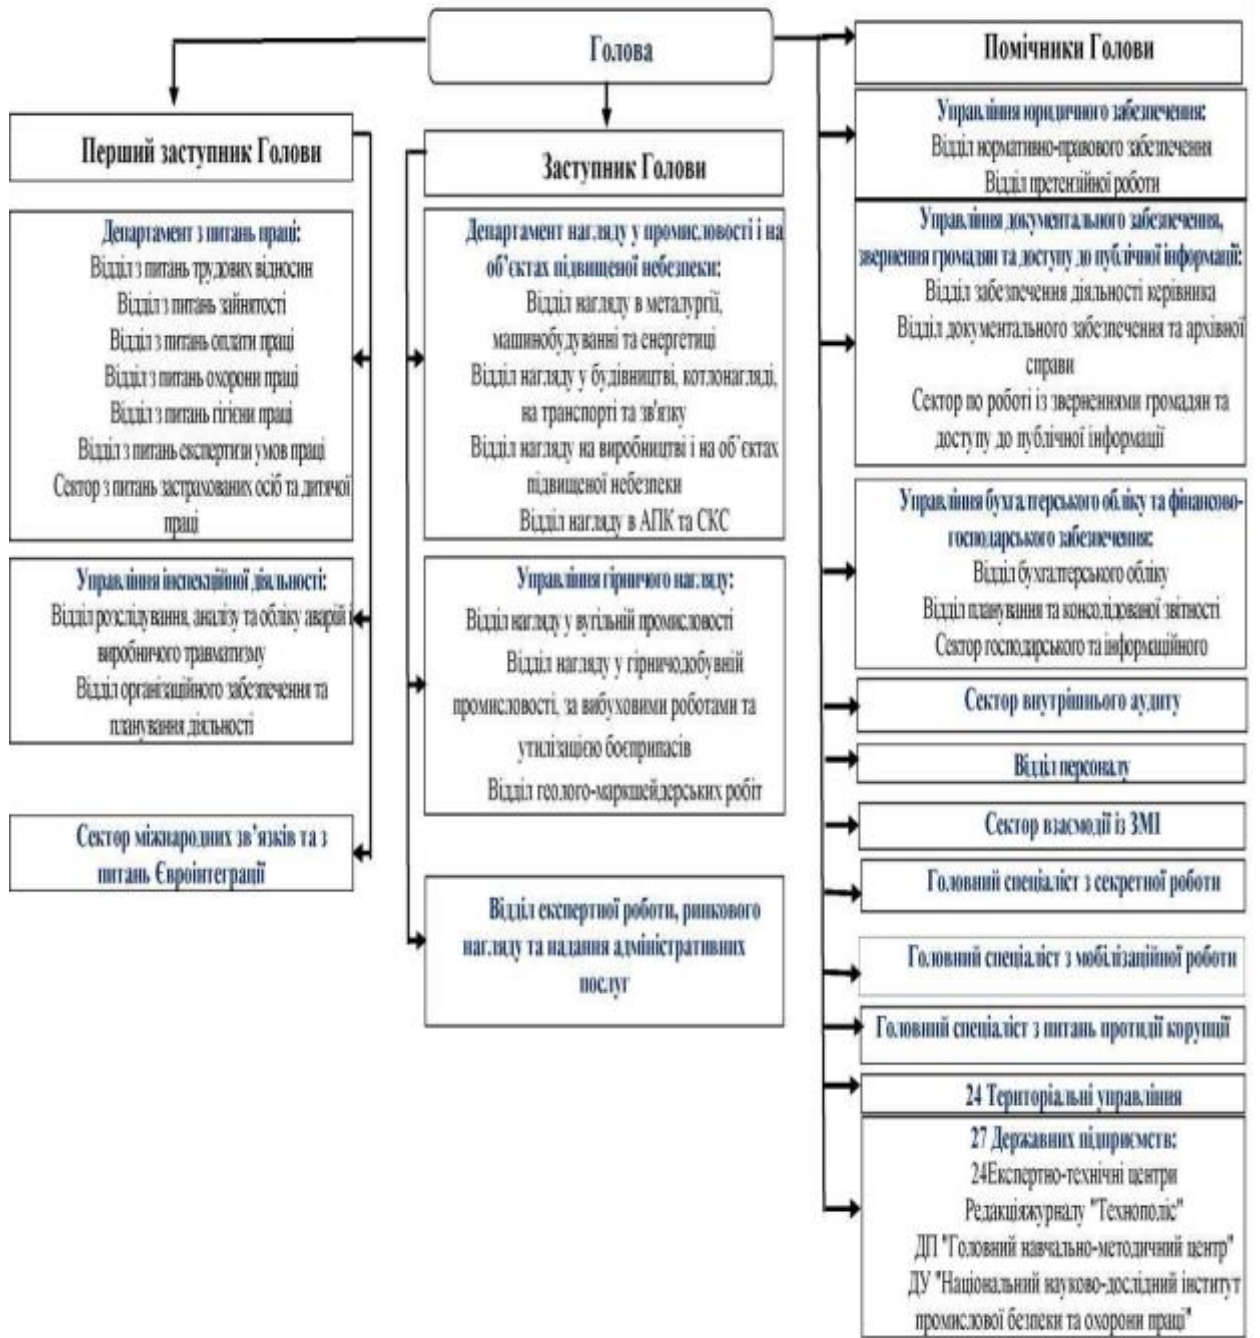 Голова
Помічники Голови
Перший заступник Голови
Заступник Голови
Департамент з питань праці:
Відділ з питань трудових відносин
Відділ з питань зайнятості
Відділ з питань оплати праці
Відділ з питань охорони праці
Відділ з питань гігієни праці
Відділ з питань експертизи умов праці
Сектор з питань застрахованих осіб та дитячої
праці
Управління інспекційної діяльності:
Відділ розслідування, аналізу та обліку аварій і
виробничого травматизму
Відділ організаційного забезпечення та
планування діяльності
Сектор міжнародних зв’язків та з
питань Євроінтеграції
Департамент нагляду у промисловості і на
об’єктах підвищеної небезпеки:
Відділ нагляду в металургії,
машинобудуванні та енергетиці
Відділ нагляду у будівництві, котлонагляді,
на транспорті та зв'язку
Відділ нагляду на виробництві і на об’єктах
підвищеної небезпеки
Відділ нагляду в АПК та СКС
Управління гірничого нагляду:
Відділ нагляду у вугільній промисловості
Відділ нагляду у гірничодобувній
промисловості, за вибуховими роботами та
утилізацією боєприпасів
Відділ геолого-маркшейдерських робіт
Відділ експертної роботи, ринкового
нагляду та надання адміністративних
послуг
Управління юридичного забезпечення:
Відділ нормативно-правового забезпечення
Відділ претензійної роботи
Управління документального забезпечення,
звернення громадян та доступу до публічної інформації:
Відділ забезпечення діяльності керівника
Відділ документального забезпечення та архівної
справи
Сектор по роботі із зверненнями громадян та
доступу до публічної інформації
Управління бухгалтерського обліку та фінансово-
господарського забезпечення:
Відділ бухгалтерського обліку
Відділ планування та консолідованої звітності
Сектор господарського та інформаційного
Сектор внутрішнього аудиту
Відділ персоналу
Сектор взаємодії із ЗМІ
Головний спеціаліст з секретної роботи
Головний спеціаліст з мобілізаційної роботи
Головний спеціаліст з питань протидії корупції
24 Територіальні управління
27 Державних підприємств:
24Експертно-технічні центри
Редакціяжурналу "Технополіс"
ДП "Головний навчально-методичний центр"
ДУ "Національний науково-дослідний інститут
промислової безпеки та охорони праці"